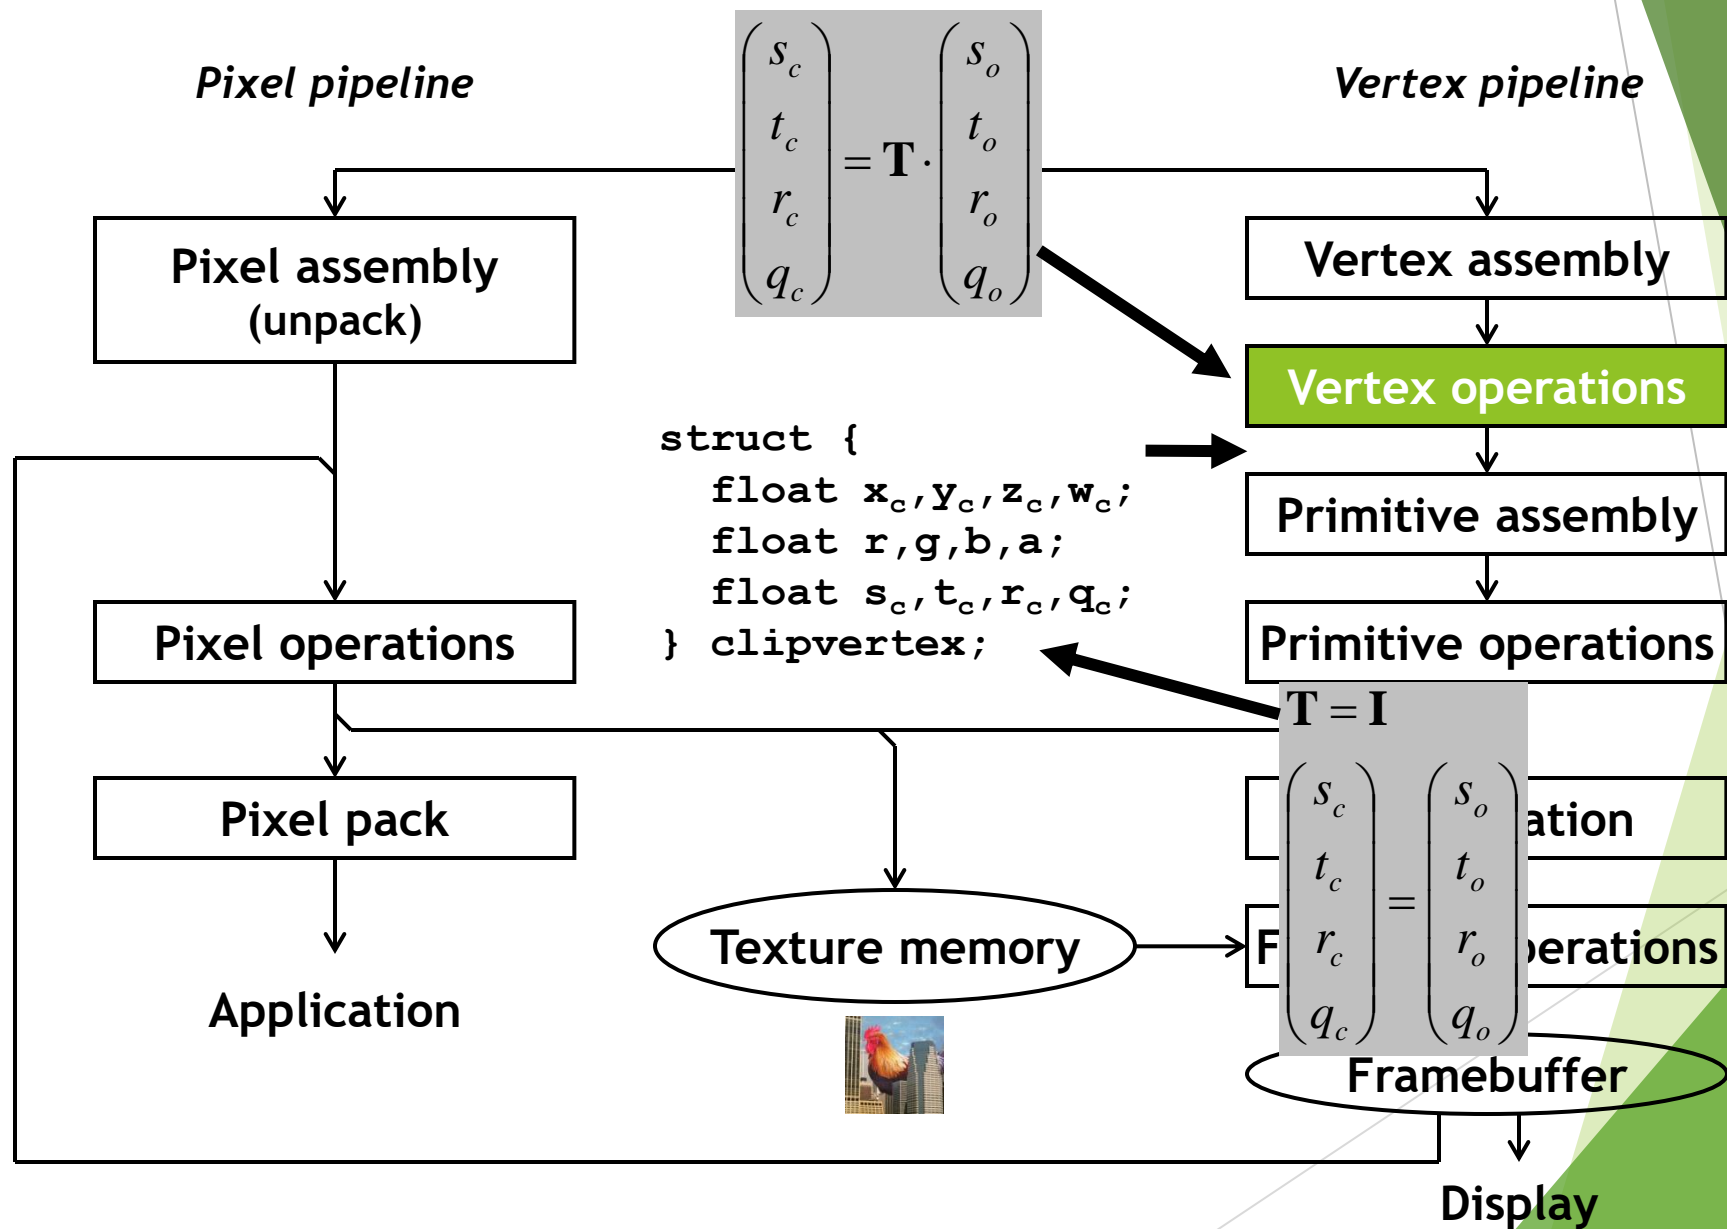 Pixel pipeline
Vertex pipeline
s_c
t_c
r_c
q_c
= T ·
s_o
t_o
r_o
q_o
Pixel assembly
(unpack)
Vertex assembly
Vertex operations
struct {
float x_c,y_c,z_c,w_c;
float r,g,b,a;
float s_c,t_c,r_c,q_c;
} clipvertex;
Primitive assembly
Pixel operations
Primitive operations
T = I
s_c
t_c
r_c
q_c
=
s_o
t_o
r_o
q_o
Pixel pack
Texture memory
Application
Framebuffer
Display